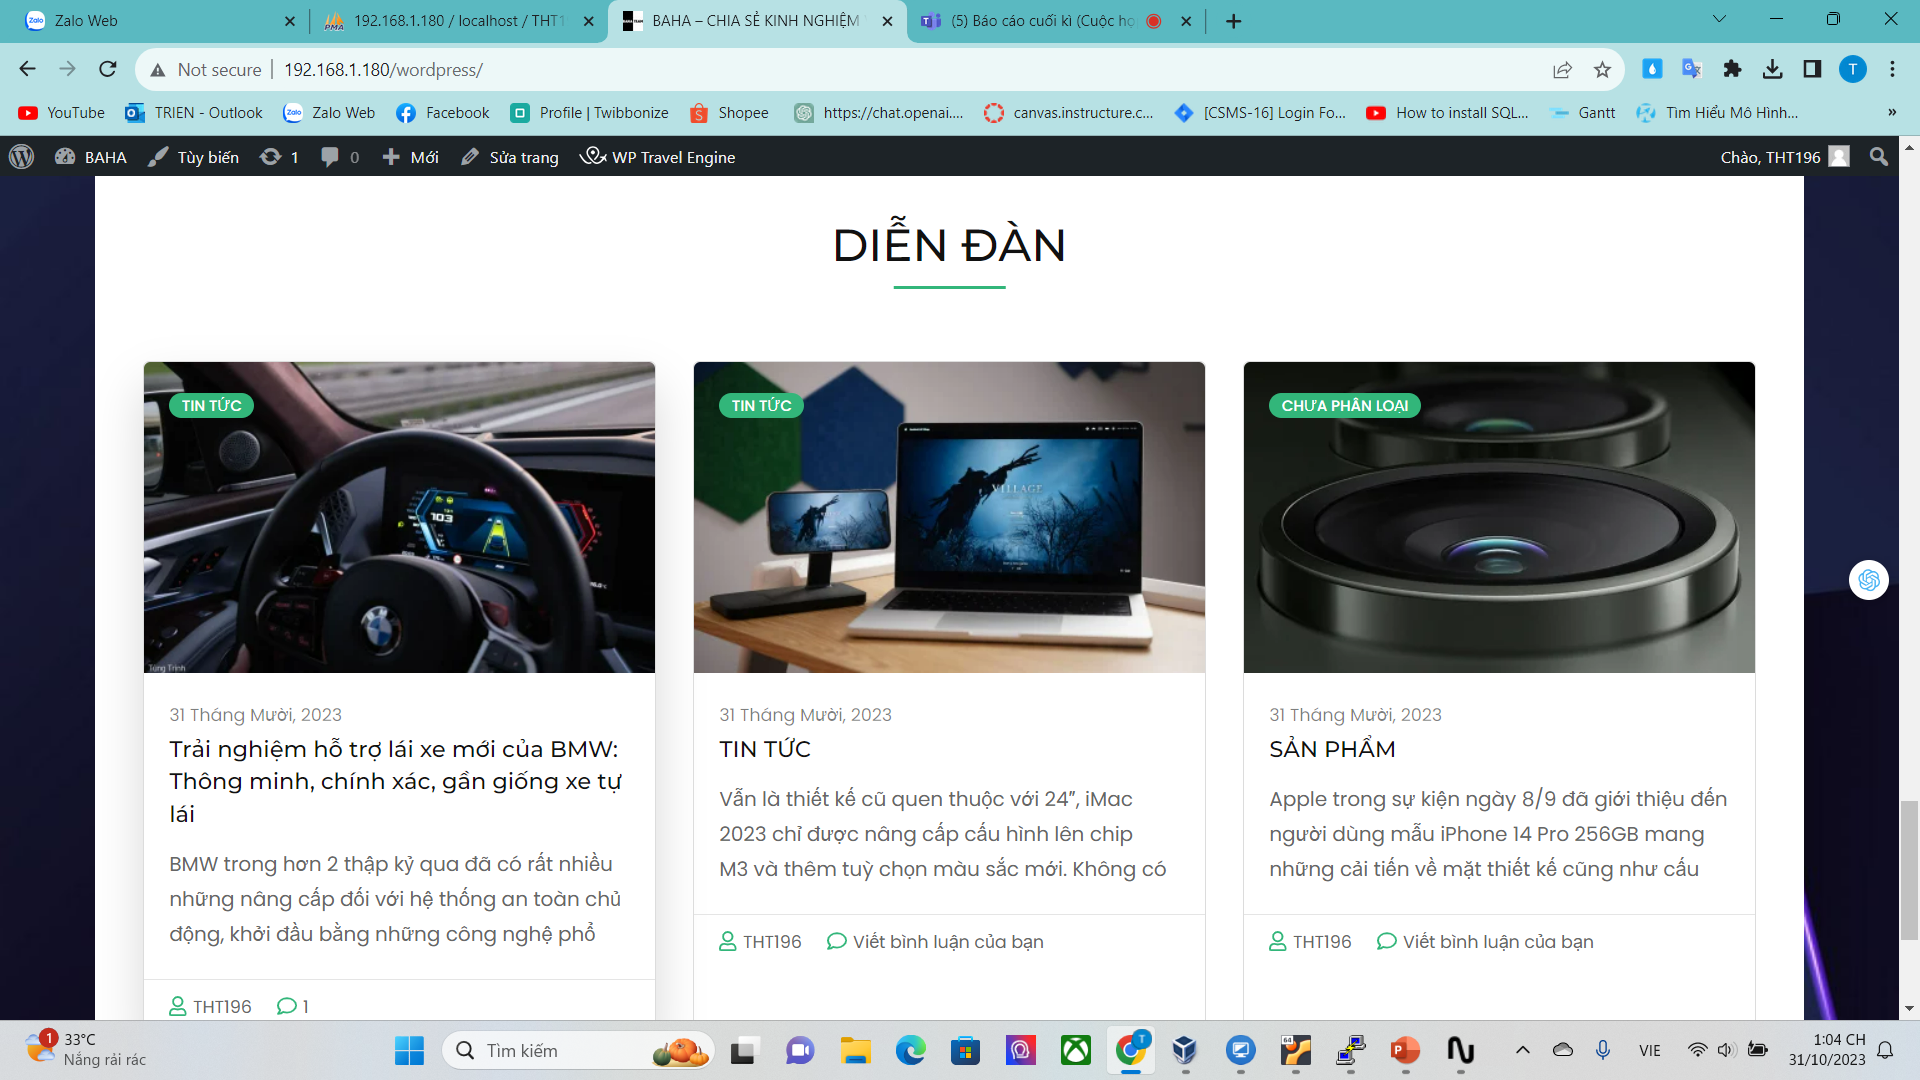 Zalo Web
192.168.1.180 / localhost / THT1
BAHA – CHIA SẺ KINH NGHIỆM
(5) Báo cáo cuối kì (Cuộc họ
Not secure
192.168.1.180/wordpress/
T
YouTube
TRIEN - Outlook
Zalo Web
Facebook
Profile | Twibbonize
Shopee
https://chat.openai....
canvas.instructure.c...
[CSMS-16] Login Fo...
How to install SQL...
Gantt
Tìm Hiểu Mô Hình...
BAHA
Tùy biến
1
0
Mới
Sửa trang
WP Travel Engine
Chào, THT196
DIỄN ĐÀN
TIN TỨC
103
Tùng Trịnh
31 Tháng Mười, 2023
Trải nghiệm hỗ trợ lái xe mới của BMW:
Thông minh, chính xác, gần giống xe tự
lái
BMW trong hơn 2 thập kỷ qua đã có rất nhiều
những nâng cấp đối với hệ thống an toàn chủ
động, khởi đầu bằng những công nghệ phổ
THT196
1
TIN TỨC
VILLAGE
31 Tháng Mười, 2023
TIN TỨC
Vẫn là thiết kế cũ quen thuộc với 24″, iMac
2023 chỉ được nâng cấp cấu hình lên chip
M3 và thêm tuỳ chọn màu sắc mới. Không có
THT196
Viết bình luận của bạn
CHƯA PHÂN LOẠI
31 Tháng Mười, 2023
SẢN PHẨM
Apple trong sự kiện ngày 8/9 đã giới thiệu đến
người dùng mẫu iPhone 14 Pro 256GB mang
những cải tiến về mặt thiết kế cũng như cấu
THT196
Viết bình luận của bạn
1
33°C
Nắng rải rác
Tìm kiếm
VIE
1:04 CH
31/10/2023